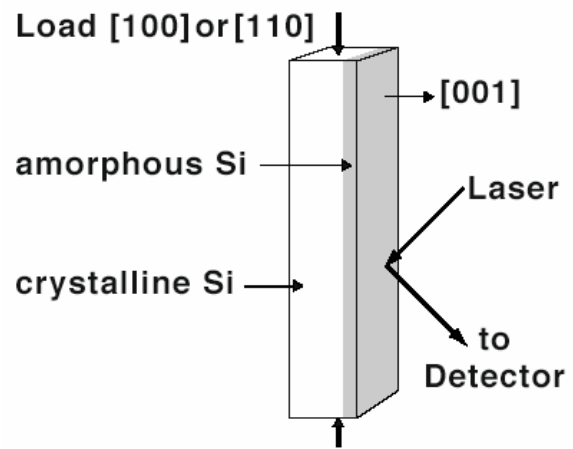 Load [100] or [110]
[001]
amorphous Si
Laser
crystalline Si
to
Detector